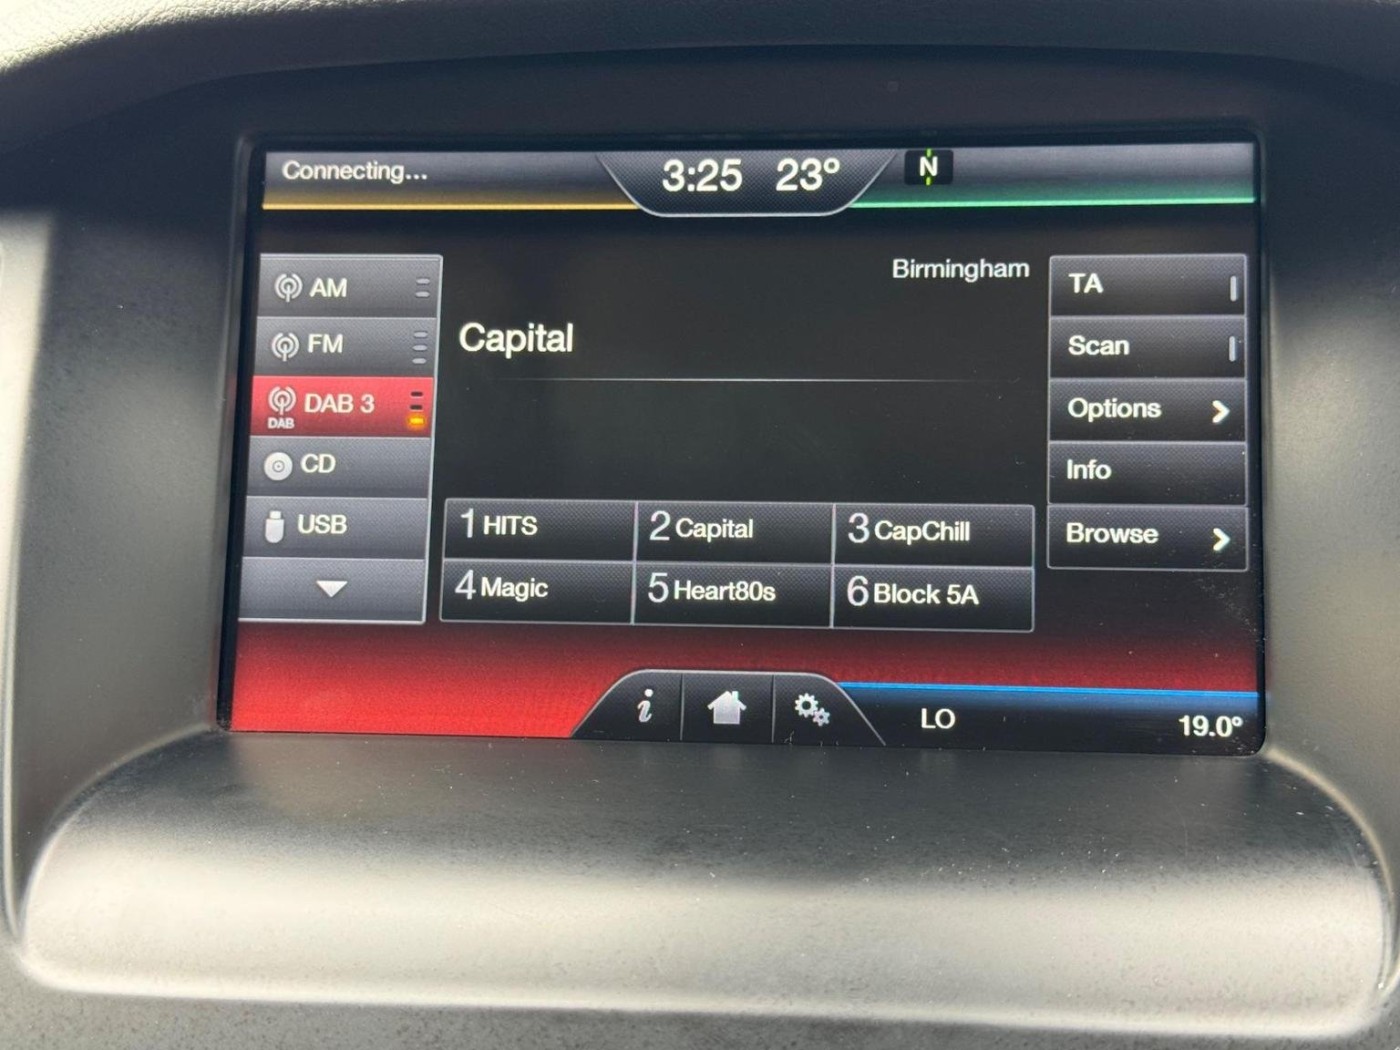 Connecting...
3:25 23°
N
AM
FM
DAB 3
DAB
CD
USB
Birmingham
Capital
1 HITS
2 Capital
3 CapChill
4 Magic
5 Heart80s
6 Block 5A
TA
Scan
Options
Info
Browse
i
LO
19.0°